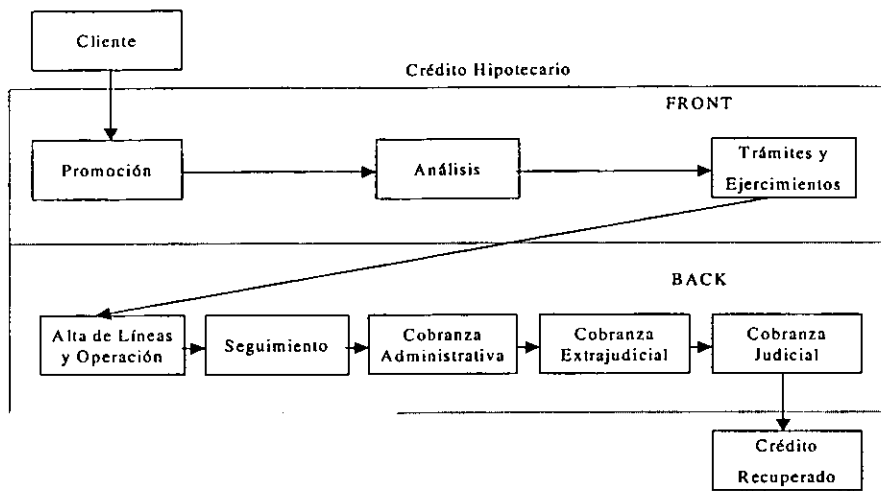 Cliente
Crédito Hipotecario
FRONT
Promoción
Análisis
Trámites y
Ejercimientos
BACK
Alta de Líneas
y Operación
Seguimiento
Cobranza
Administrativa
Cobranza
Extrajudicial
Cobranza
Judicial
Crédito
Recuperado